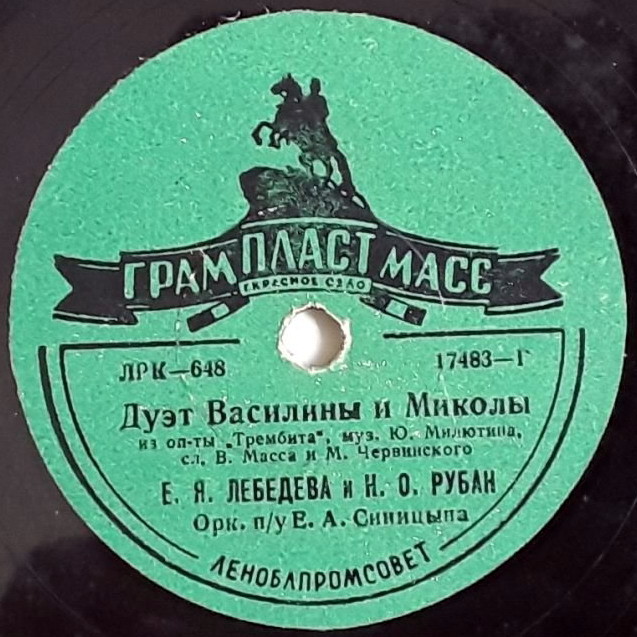 ГРАМПЛАСТМАСС
г. КРАСНОЕ СЕЛО
ЛРК—648
17483—1
Дуэт Василины и Миколы
из оп-ты „Трембита“, муз. Ю. Милютина,
сл. В. Масса и М. Червинского
Е. Я. ЛЕБЕДЕВА и Н. О. РУБАН
Орк. п/у Е. А. Синицына
ЛЕНОБЛПРОМСОВЕТ